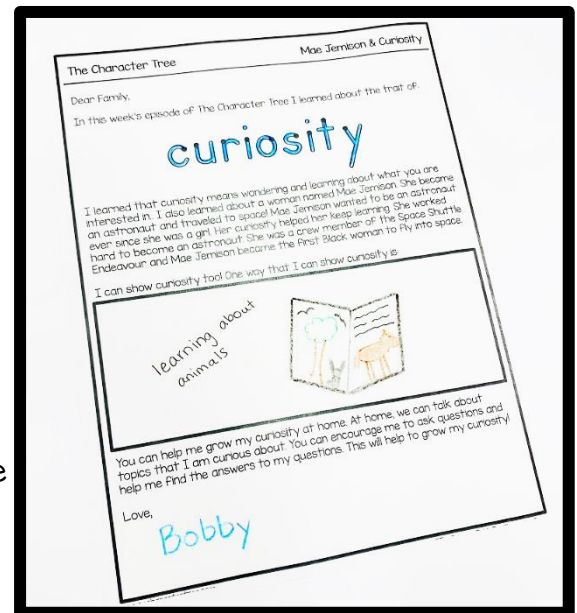 The Character Tree
Mae Jemison & Curiosity
Dear Family,
In this week's episode of The Character Tree I learned about the trait of:
curiosity
I learned that curiosity means wondering and learning about what you are
interested in. I also learned about a woman named Mae Jemison. She became
an astronaut and traveled to space! Mae Jemison wanted to be an astronaut
ever since she was a girl. Her curiosity helped her keep learning. She worked
hard to become an astronaut. She was a crew member of the Space Shuttle
Endeavour and Mae Jemison became the first Black woman to fly into space.
I can show curiosity too! One way that I can show curiosity is:
learning about
animals
You can help me grow my curiosity at home. At home, we can talk about
topics that I am curious about. You can encourage me to ask questions and
help me find the answers to my questions. This will help to grow my curiosity!
Love,
Bobby